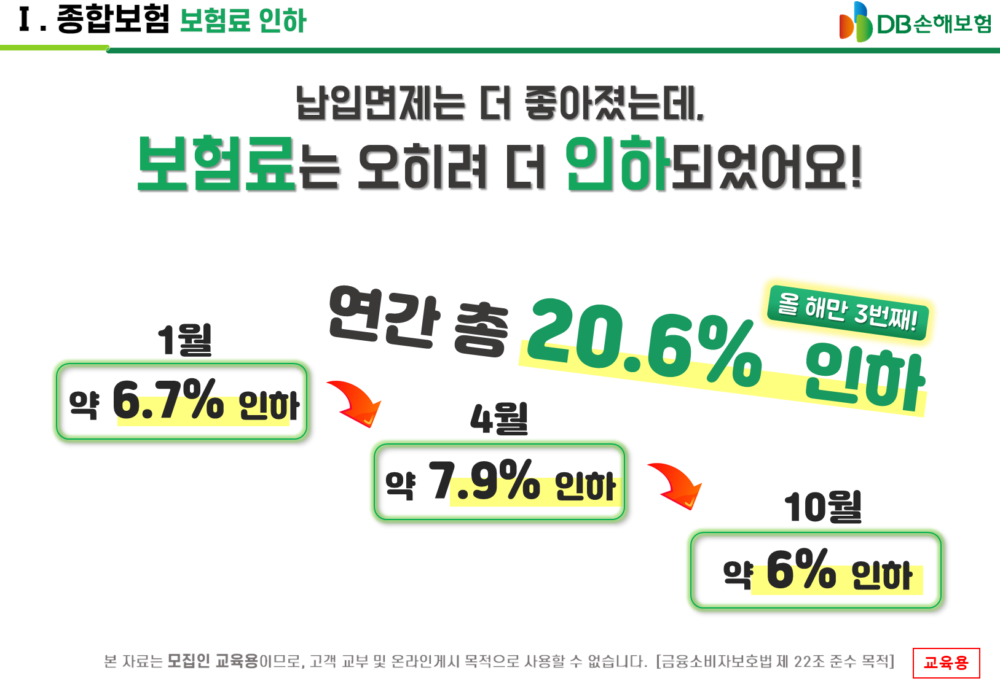 Ⅰ. 종합보험 보험료 인하
DB손해보험
납입면제는 더 좋아졌는데,
보험료는 오히려 더 인하되었어요!
올 해만 3번째!
연간 총 20.6% 인하
1월
약 6.7% 인하
4월
약 7.9% 인하
10월
약 6% 인하
본 자료는 모집인 교육용이므로, 고객 교부 및 온라인게시 목적으로 사용할 수 없습니다. [금융소비자보호법 제 22조 준수 목적]
교육용